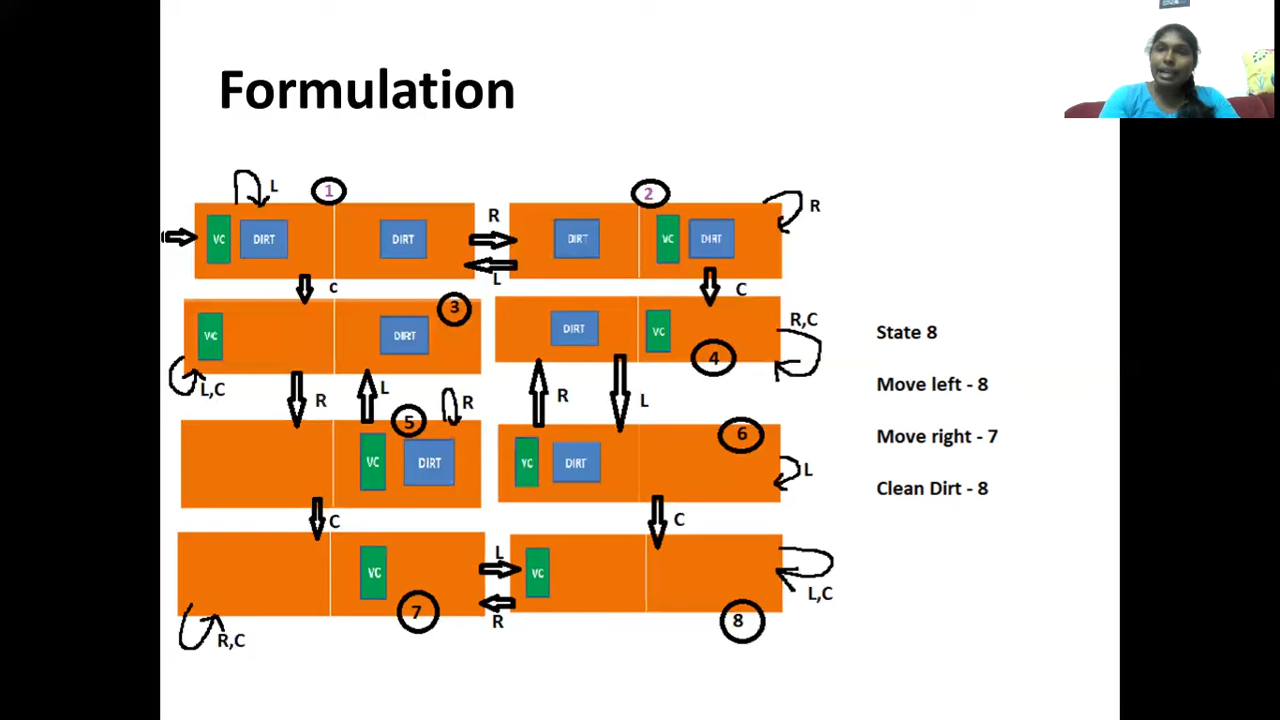 Formulation
L 1 2 R
VC DIRT DIRT R DIRT VC DIRT
L
c C
VC DIRT 3 DIRT VC 4 R,C
L,C
R L R R L
5 6
VC DIRT VC DIRT L
C C
VC L VC
7 R 8 L,C
R,C
State 8
Move left - 8
Move right - 7
Clean Dirt - 8